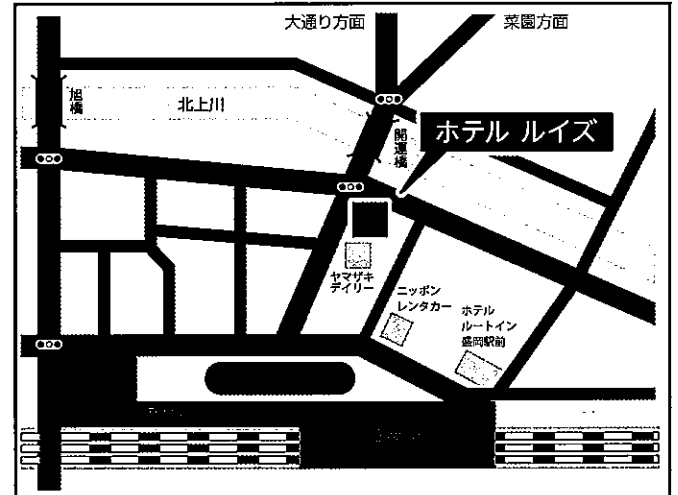 大通り方面
菜園方面
旭橋
北上川
開運橋
ホテル ルイズ
ヤマザキ
デイリー
ニッポン
レンタカー
ホテル
ルートイン
盛岡駅前